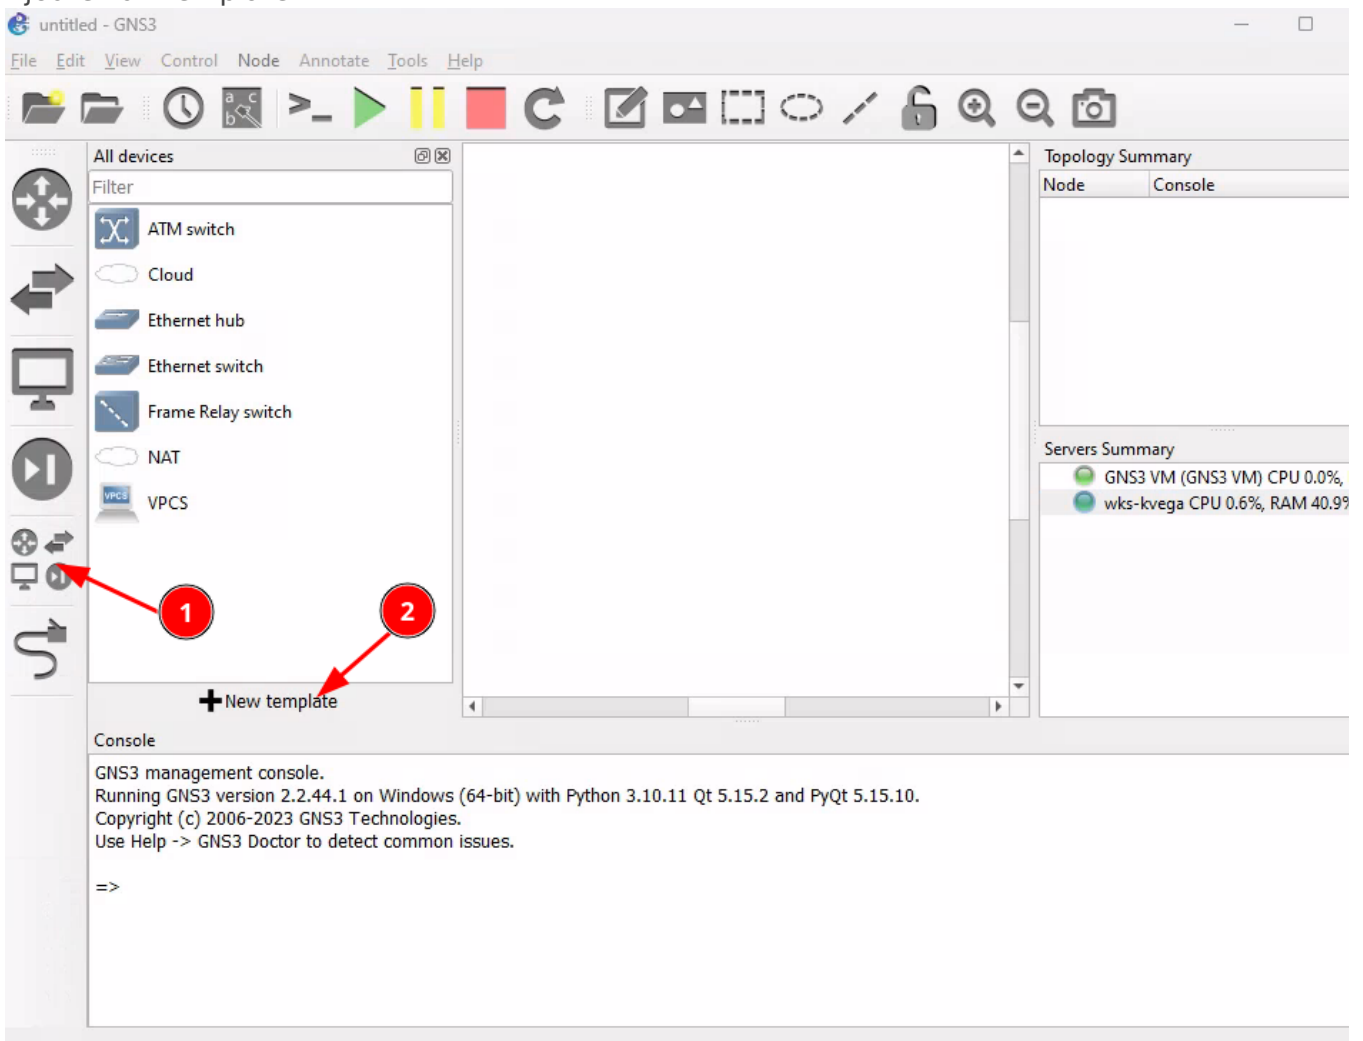 untitled - GNS3
File Edit View Control Node Annotate Tools Help
All devices
Filter
ATM switch
Cloud
Ethernet hub
Ethernet switch
Frame Relay switch
NAT
VPCS
VPCS
1
2
New template
Topology Summary
Node Console
Servers Summary
GNS3 VM (GNS3 VM) CPU 0.0%,
wks-kvega CPU 0.6%, RAM 40.9%
Console
GNS3 management console.
Running GNS3 version 2.2.44.1 on Windows (64-bit) with Python 3.10.11 Qt 5.15.2 and PyQt 5.15.10.
Copyright (c) 2006-2023 GNS3 Technologies.
Use Help -> GNS3 Doctor to detect common issues.
=>